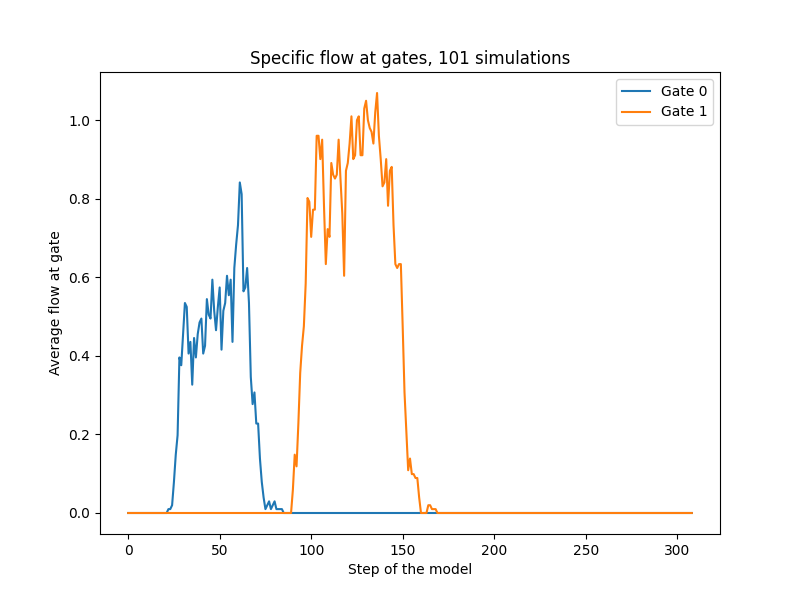 Specific flow at gates, 101 simulations
Gate 0
Gate 1
Average flow at gate
1.0
0.8
0.6
0.4
0.2
0.0
0 50 100 150 200 250 300
Step of the model